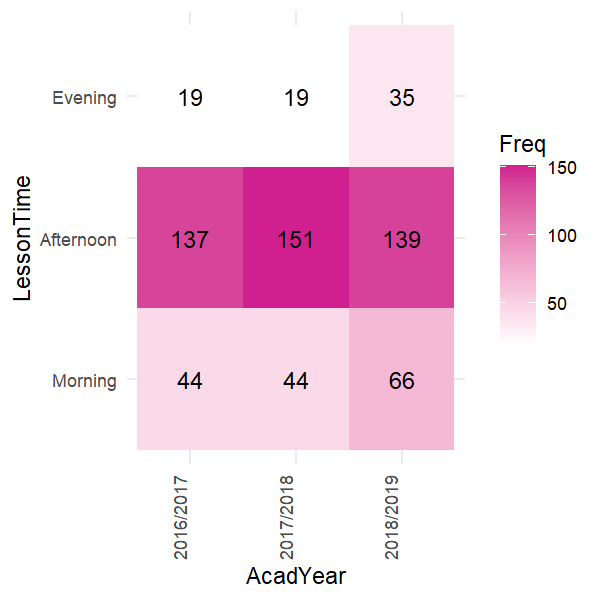 Evening 19 19 35
Afternoon 137 151 139
Morning 44 44 66
2016/2017 2017/2018 2018/2019
AcadYear
LessonTime
Freq
150
100
50